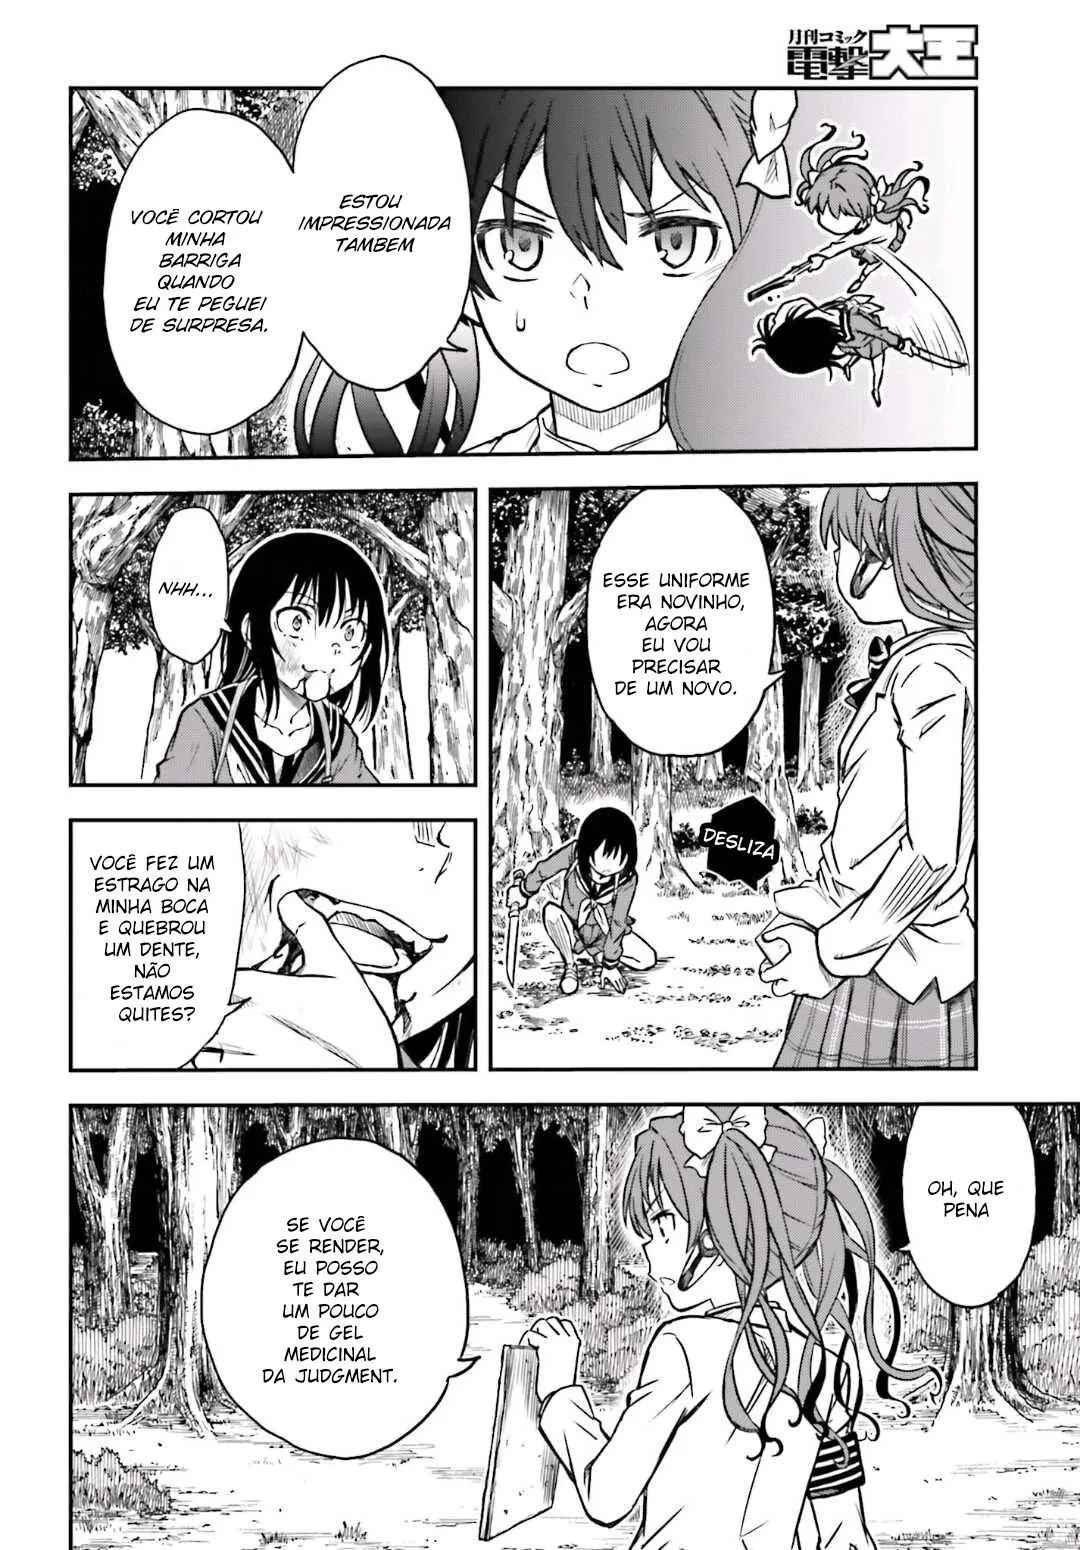 月刊コミック
電撃大王
ESTOU
IMPRESSIONADA
TAMBEM
VOCÊ CORTOU
MINHA
BARRIGA
QUANDO
EU TE PEGUEI
DE SURPRESA.
ESSE UNIFORME
ERA NOVINHO,
AGORA
EU VOU
PRECISAR
DE UM NOVO.
DESLIZA
NHH...
VOCÊ FEZ UM
ESTRAGO NA
MINHA BOCA
E QUEBROU
UM DENTE,
NÃO
ESTAMOS
QUITES?
OH, QUE
PENA
SE VOCÊ
SE RENDER,
EU POSSO
TE DAR
UM POUCO
DE GEL
MEDICINAL
DA JUDGMENT.